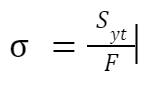 σ = S_yt / F |